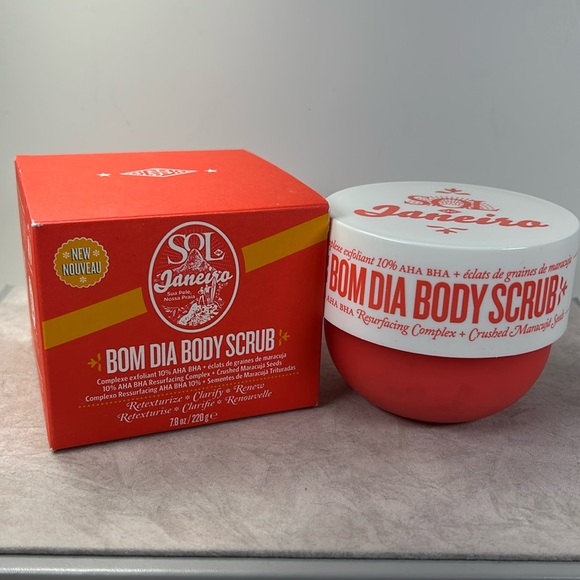 NEW
NOUVEAU
SOL
de
Janeiro
Sua Pele,
Nossa Praia
BOM DIA BODY SCRUB
Complexe exfoliant 10% AHA BHA + éclats de graines de maracuja
10% AHA BHA Resurfacing Complex + Crushed Maracujá Seeds
Complexo Ressurfacing AHA BHA 10% + Sementes de Maracujá Trituradas
Retexturize Clarify Renew
Retexturise Clarifie Renouvelle
7.8 oz / 220 g e
SOL
de
Janeiro
exfoliant 10% AHA BHA + éclats de graines de maracuja
BOM DIA BODY SCRUB
AHA BHA Resurfacing Complex + Crushed Maracujá Seeds